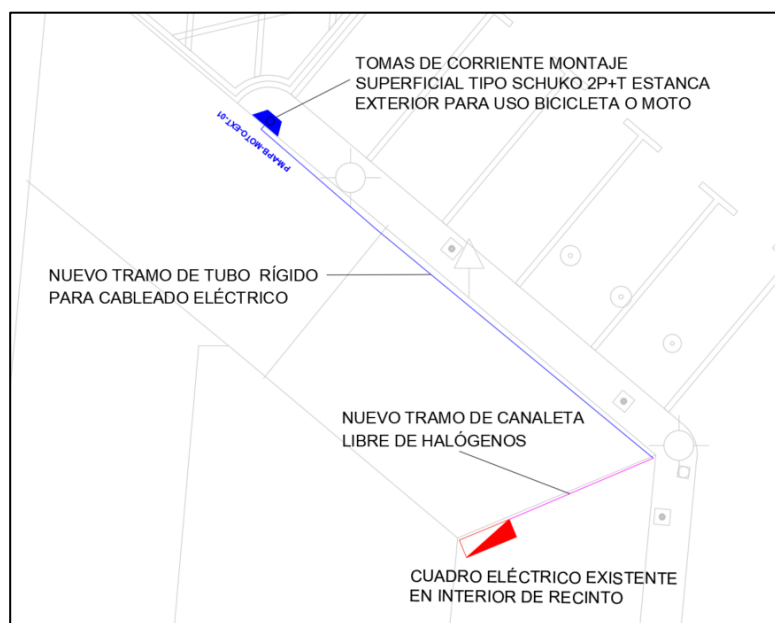 TOMAS DE CORRIENTE MONTAJE
SUPERFICIAL TIPO SCHUKO 2P+T ESTANCA
EXTERIOR PARA USO BICICLETA O MOTO
PM-APB-MOTO-EXT-01
NUEVO TRAMO DE TUBO RÍGIDO
PARA CABLEADO ELÉCTRICO
NUEVO TRAMO DE CANALETA
LIBRE DE HALÓGENOS
CUADRO ELÉCTRICO EXISTENTE
EN INTERIOR DE RECINTO